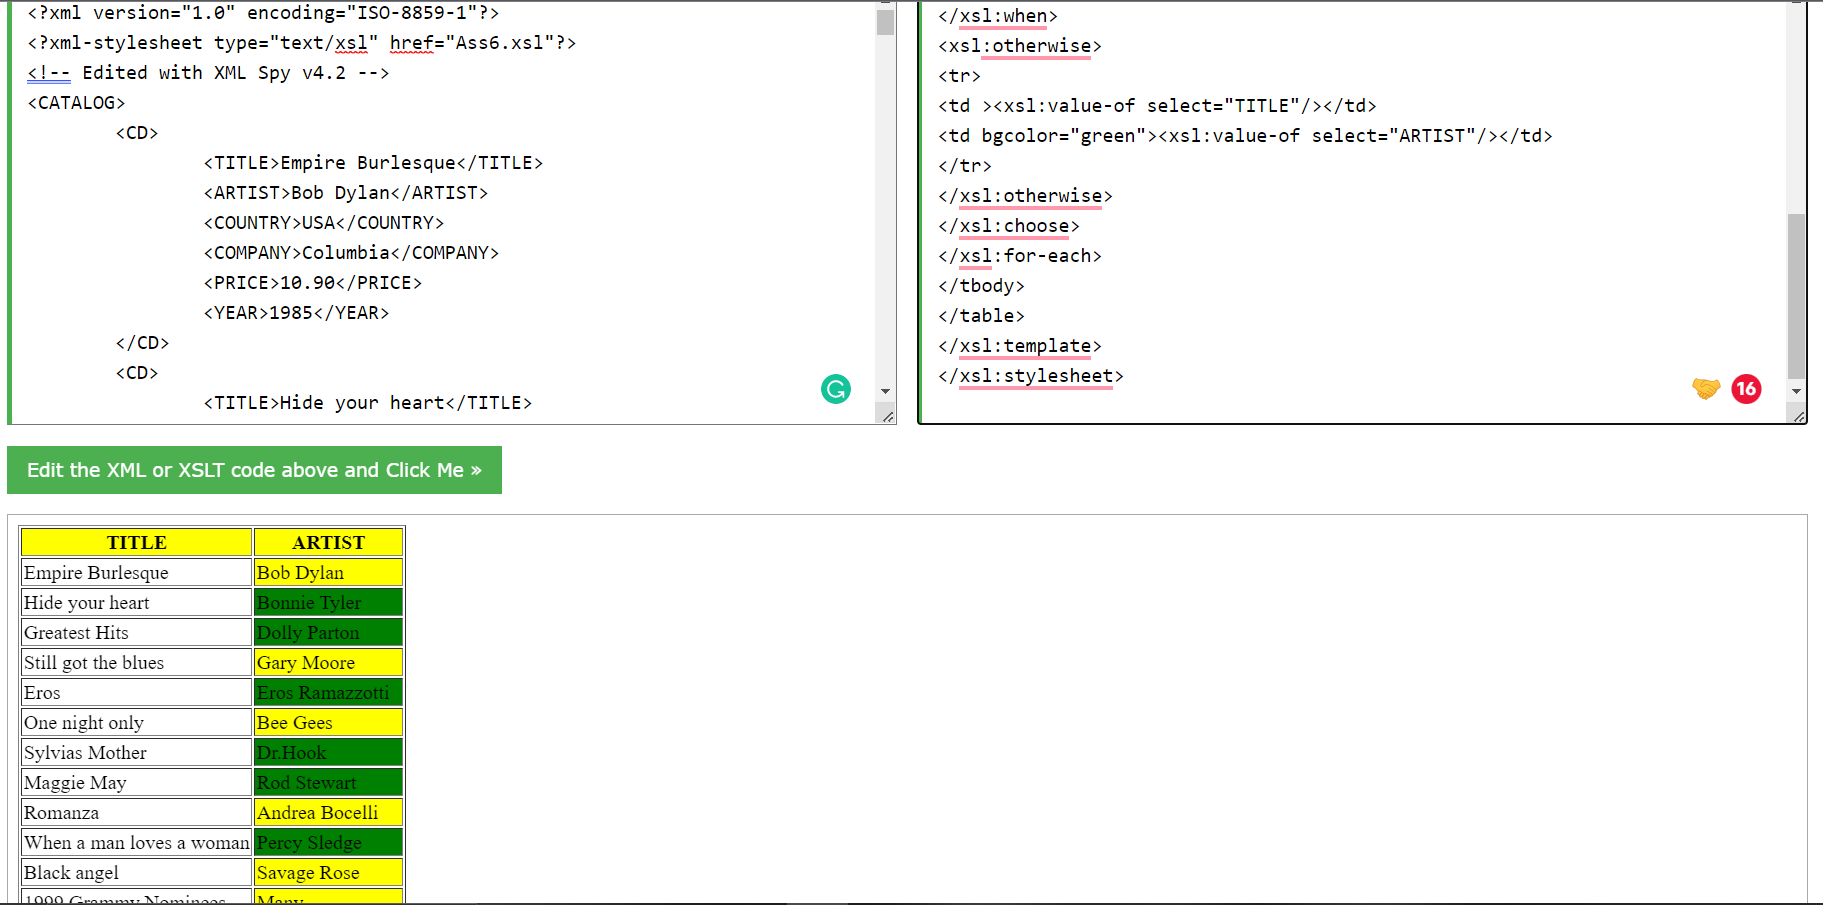 <?xml version="1.0" encoding="ISO-8859-1"?>
<?xml-stylesheet type="text/xsl" href="Ass6.xsl"?>
<!-- Edited with XML Spy v4.2 -->
<CATALOG>
<CD>
<TITLE>Empire Burlesque</TITLE>
<ARTIST>Bob Dylan</ARTIST>
<COUNTRY>USA</COUNTRY>
<COMPANY>Columbia</COMPANY>
<PRICE>10.90</PRICE>
<YEAR>1985</YEAR>
</CD>
<CD>
<TITLE>Hide your heart</TITLE>
</xsl:when>
<xsl:otherwise>
<tr>
<td ><xsl:value-of select="TITLE"/></td>
<td bgcolor="green"><xsl:value-of select="ARTIST"/></td>
</tr>
</xsl:otherwise>
</xsl:choose>
</xsl:for-each>
</tbody>
</table>
</xsl:template>
</xsl:stylesheet>
16
Edit the XML or XSLT code above and Click Me »
TITLE ARTIST
Empire Burlesque Bob Dylan
Hide your heart Bonnie Tyler
Greatest Hits Dolly Parton
Still got the blues Gary Moore
Eros Eros Ramazzotti
One night only Bee Gees
Sylvias Mother Dr.Hook
Maggie May Rod Stewart
Romanza Andrea Bocelli
When a man loves a woman Percy Sledge
Black angel Savage Rose
1999 Grammy Nominees Many